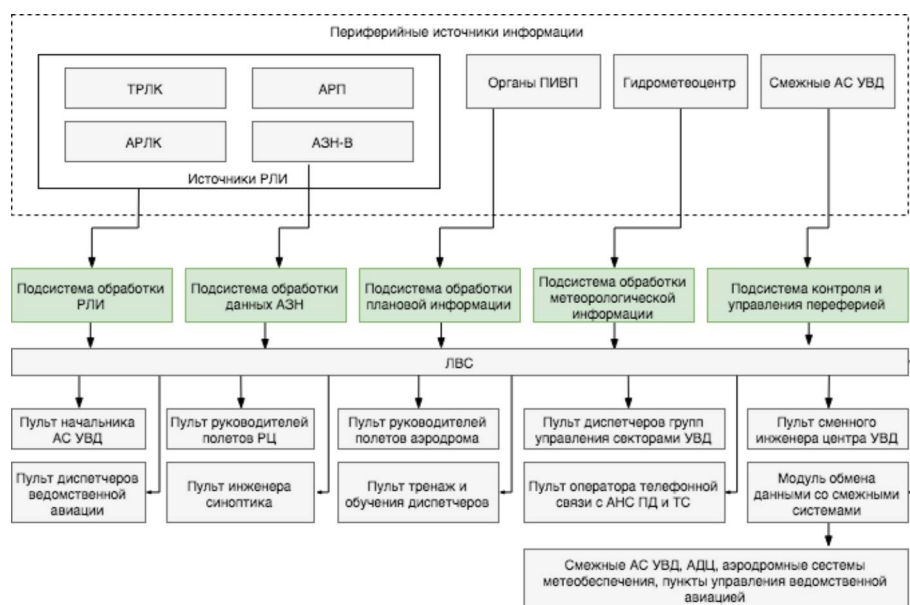 Периферийные источники информации
ТРЛК
АРП
АРЛК
АЗН-В
Источники РЛИ
Органы ПИВП
Гидрометеоцентр
Смежные АС УВД
Подсистема обработки
РЛИ
Подсистема обработки
данных АЗН
Подсистема обработки
плановой информации
Подсистема обработки
метеорологической
информации
Подсистема контроля и
управления переферией
ЛВС
Пульт начальника
АС УВД
Пульт руководителей
полетов РЦ
Пульт руководителей
полетов аэродрома
Пульт диспетчеров групп
управления секторами УВД
Пульт сменного
инженера центра УВД
Пульт диспетчеров
ведомственной
авиации
Пульт инженера
синоптика
Пульт тренаж и
обучения диспетчеров
Пульт оператора телефонной
связи с АНС ПД и ТС
Модуль обмена
данными со смежными
системами
Смежные АС УВД, АДЦ, аэродромные сестемы
метеобеспечения, пункты управления ведомственной
авиацией